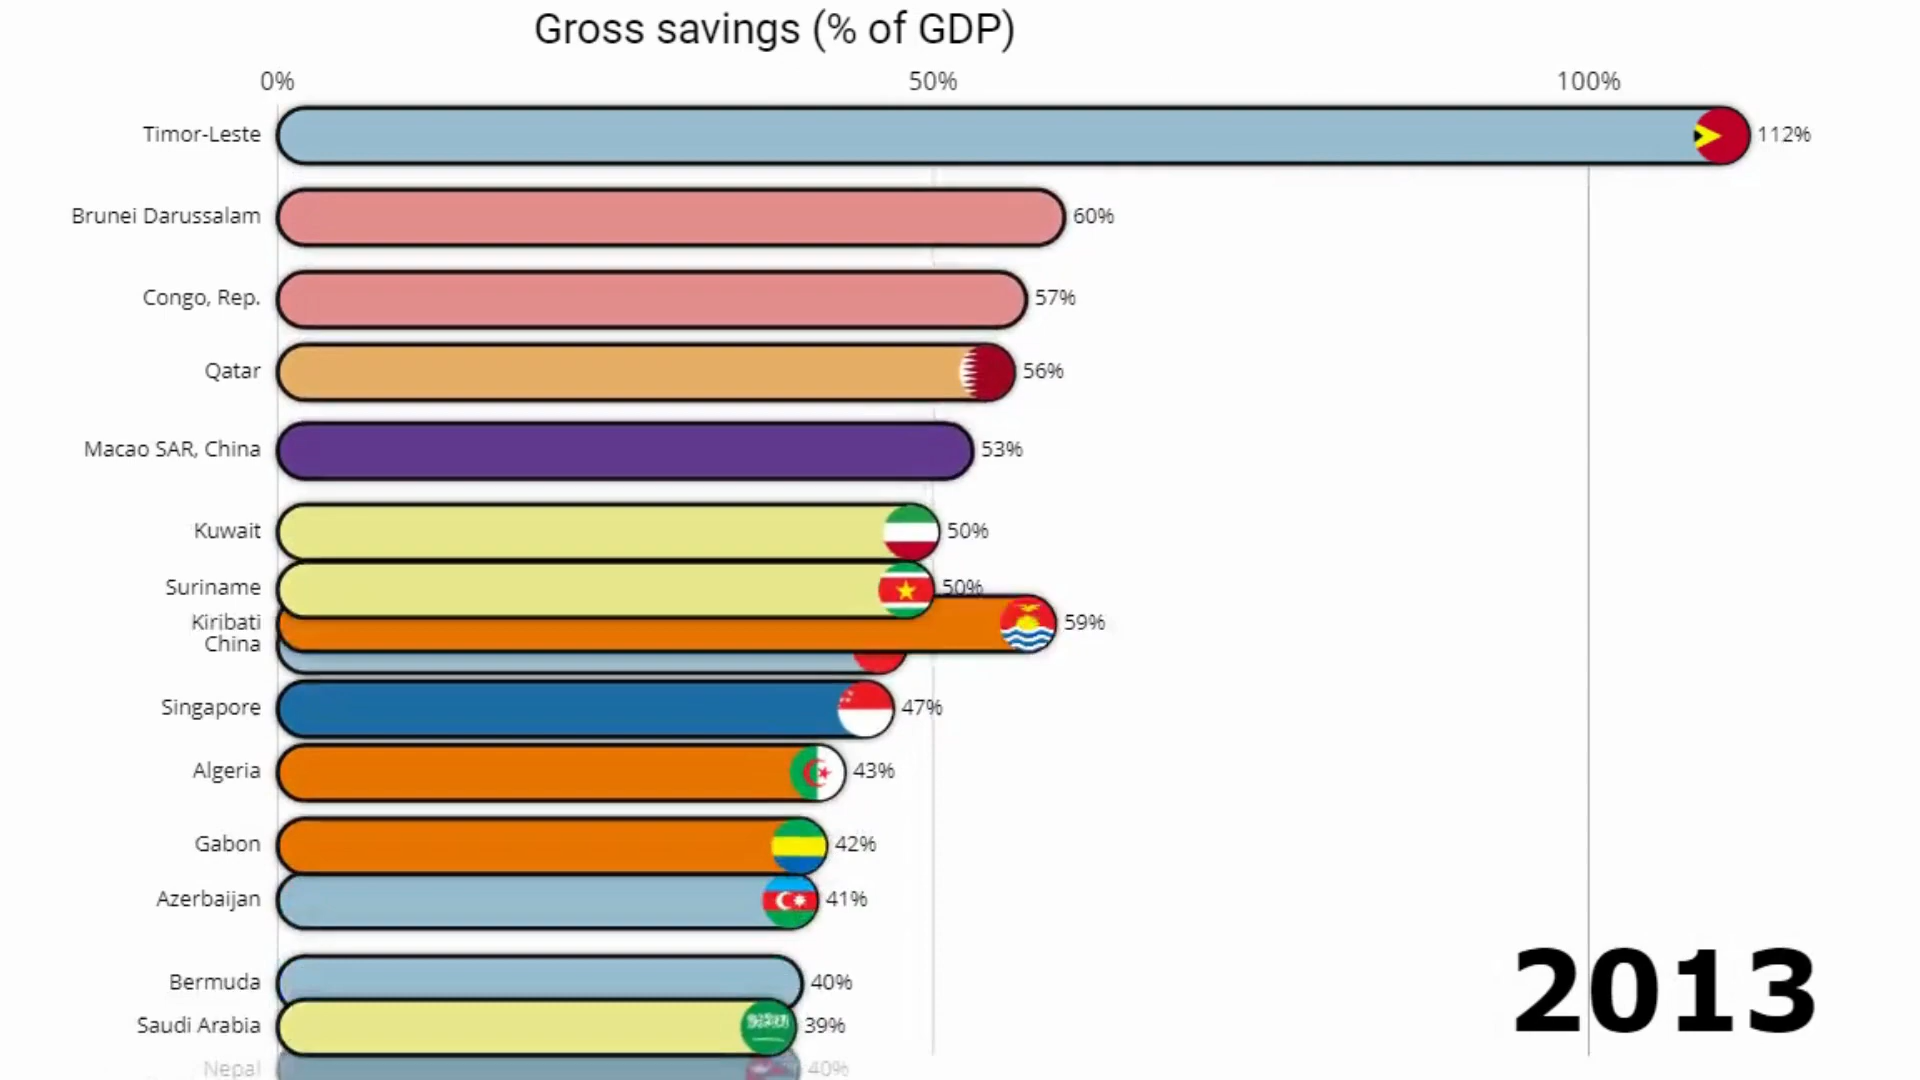 Gross savings (% of GDP)
0% 50% 100%
Timor-Leste 112%
Brunei Darussalam 60%
Congo, Rep. 57%
Qatar 56%
Macao SAR, China 53%
Kuwait 50%
Suriname 50%
Kiribati 59%
China
Singapore 47%
Algeria 43%
Gabon 42%
Azerbaijan 41%
Bermuda 40%
Saudi Arabia 39%
Nepal 40%
2013